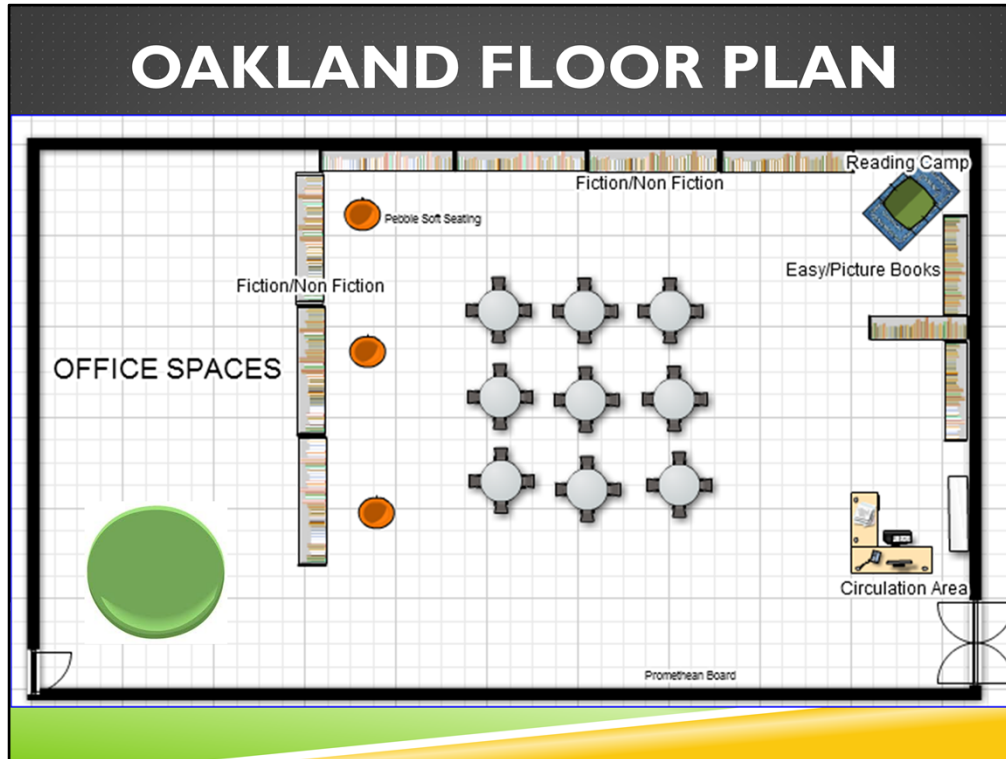 OAKLAND FLOOR PLAN
Reading Camp
Fiction/Non Fiction
Pebble Soft Seating
Easy/Picture Books
Fiction/Non Fiction
OFFICE SPACES
Circulation Area
Promethean Board